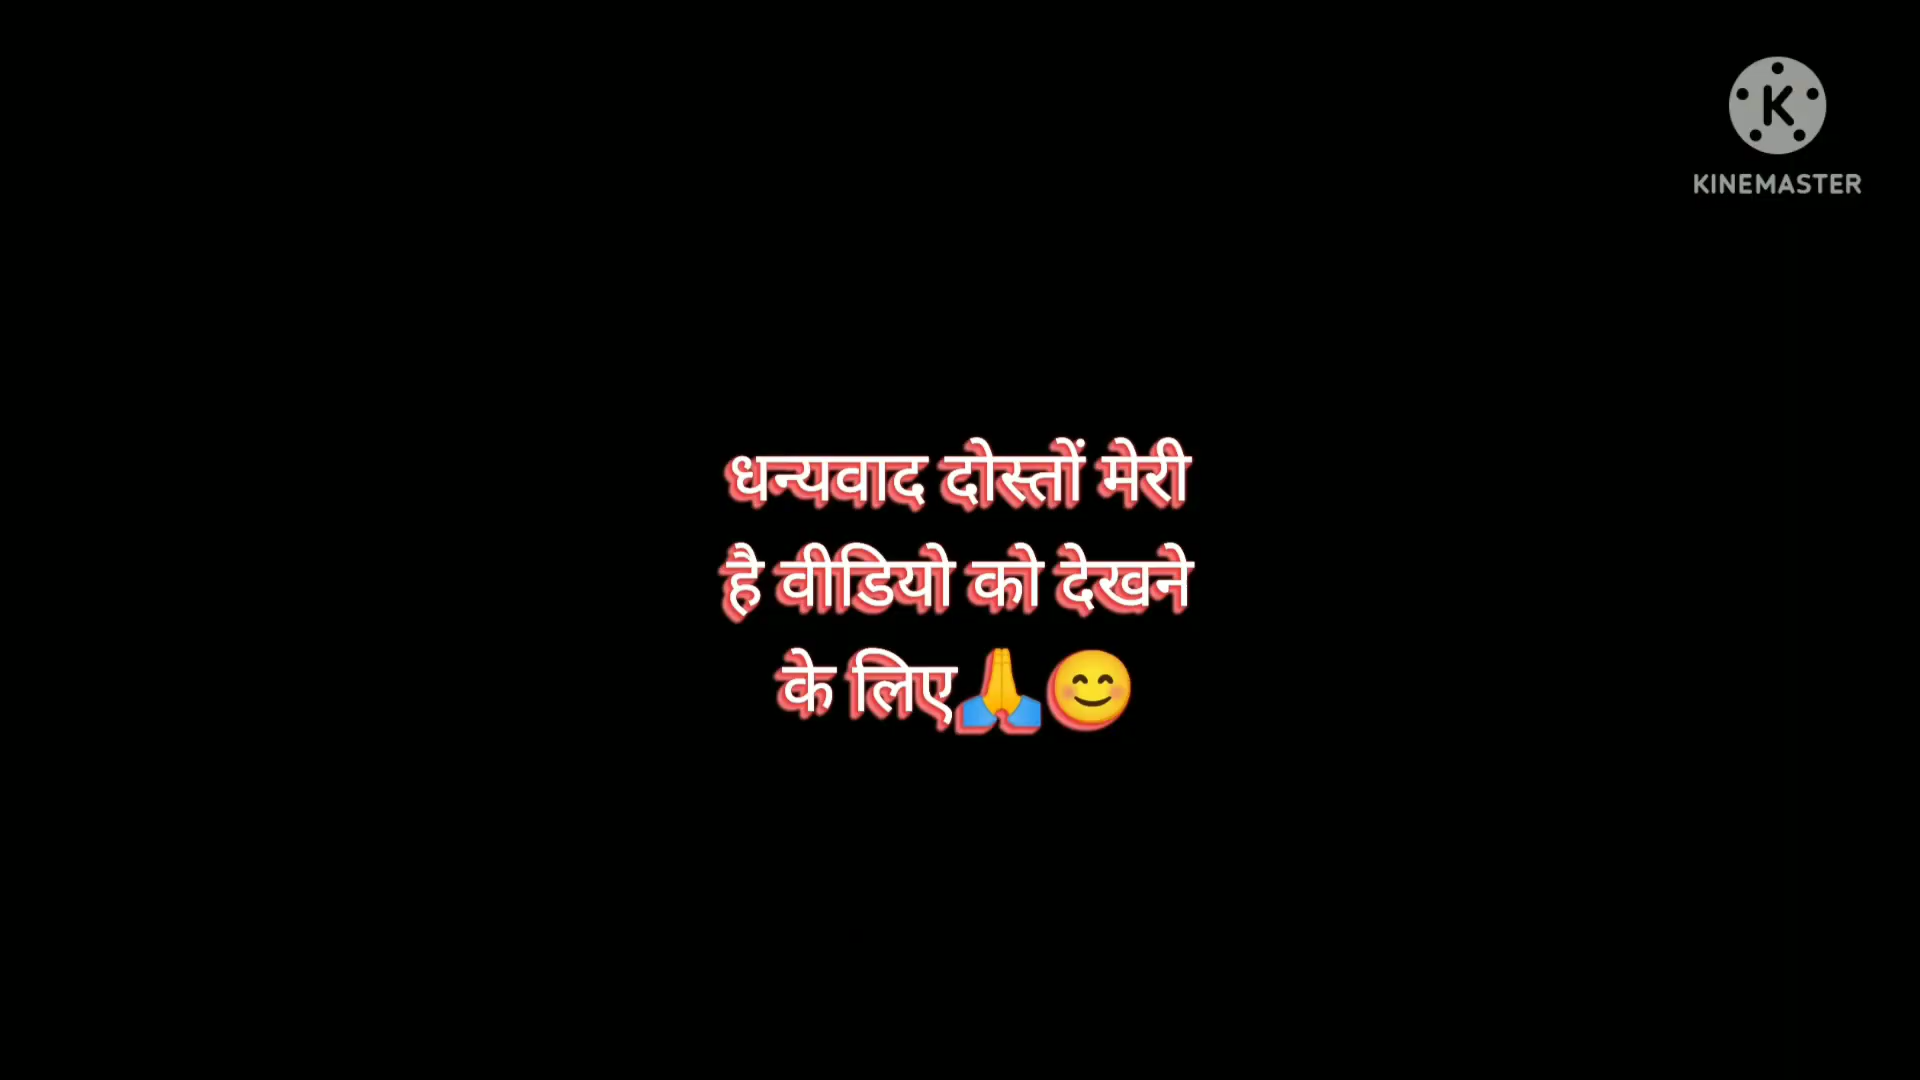 KINEMASTER
धन्यवाद दोस्तों मेरी
है वीडियो को देखने
के लिए🙏😊